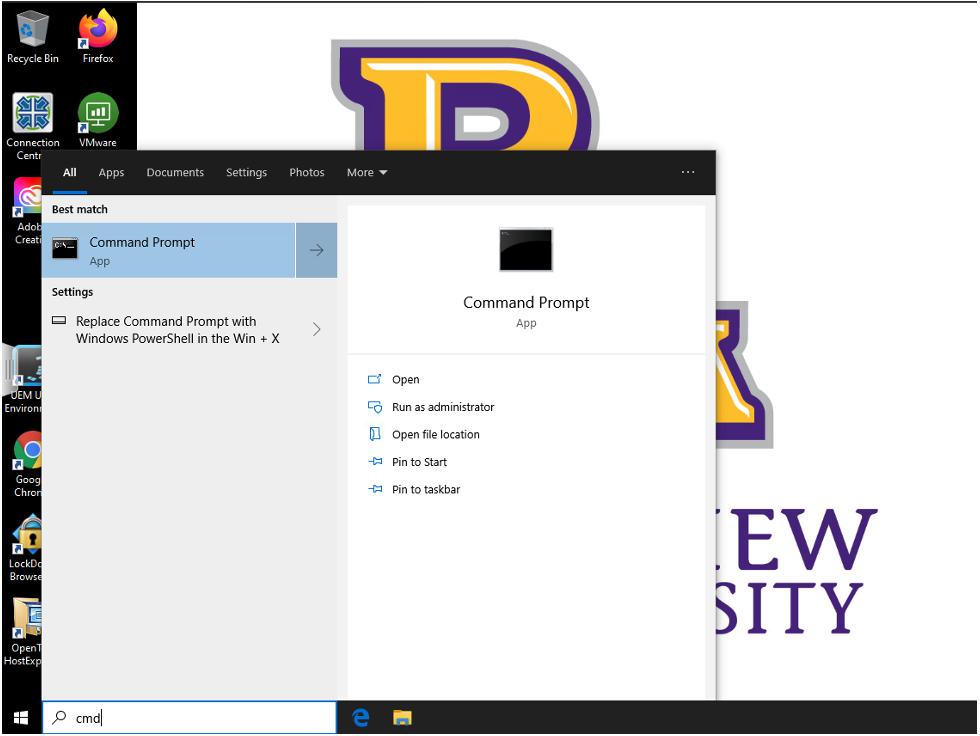 Recycle Bin
Firefox
Connection
Centr
VMware
All
Apps
Documents
Settings
Photos
More
Best match
C:\_
Command Prompt
App
Settings
Replace Command Prompt with
Windows PowerShell in the Win + X
Command Prompt
App
Open
Run as administrator
Open file location
Pin to Start
Pin to taskbar
Adob
Creati
UEM U
Environ
Goog
Chron
LockDo
Browse
OpenT
HostExp
IEW
SITY
cmd